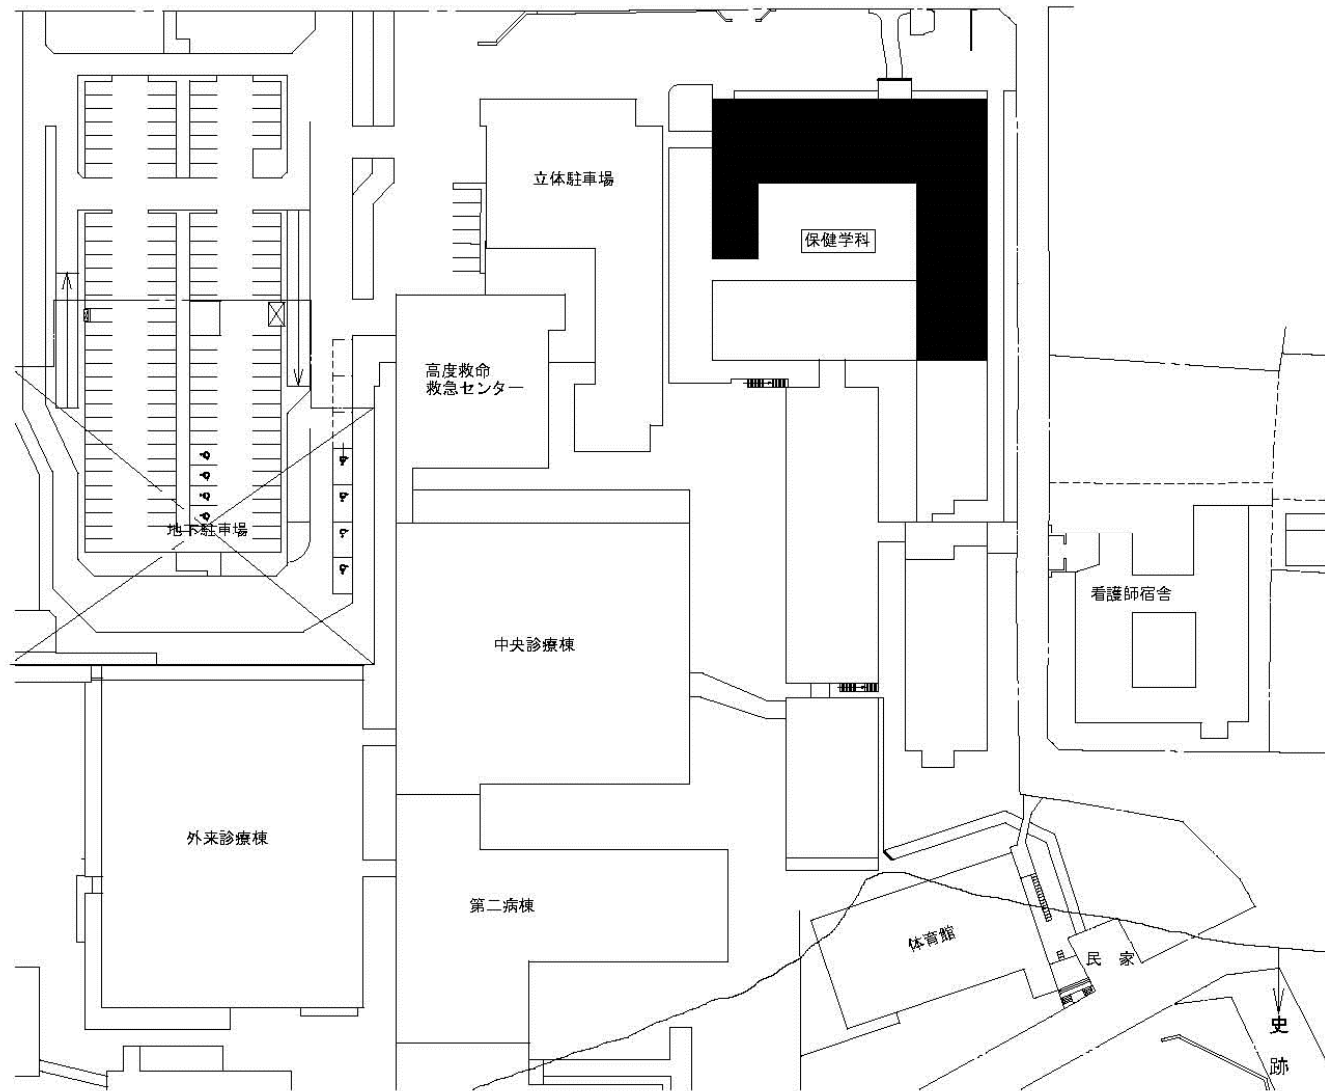 立体駐車場
保健学科
高度救命
救急センター
地下駐車場
看護師宿舎
中央診療棟
外来診療棟
第二病棟
体育館
民 家
史
跡